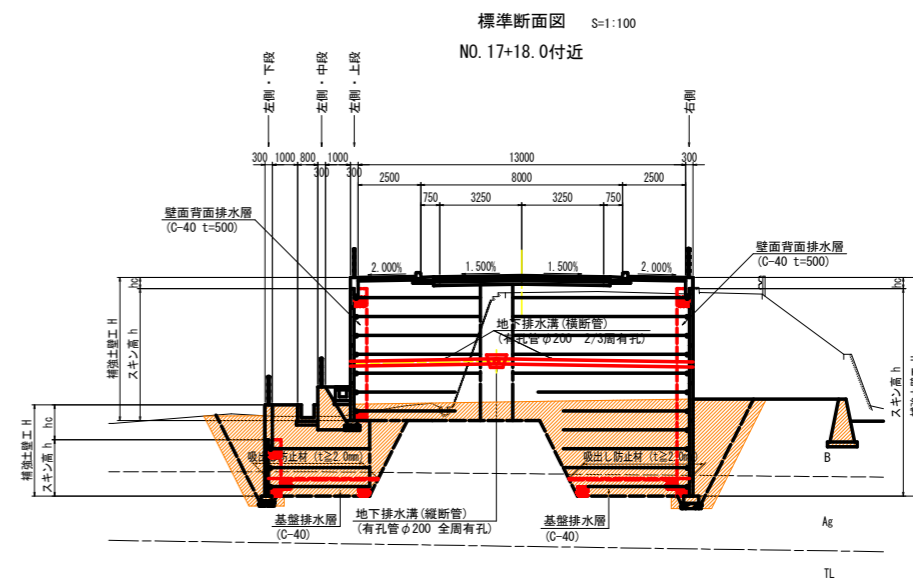 標準断面図 S=1:100
NO.17+18.0付近
左側・下段
左側・中段
左側・上段
右側
300 1000 800 1000 13000 300
300 300
2500 8000 2500
750 3250 3250 750
壁面背面排水層
(C-40 t=500)
壁面背面排水層
(C-40 t=500)
2.000% 1.500% 1.500% 2.000%
hc
hc
補強土壁工 H
スキン高 h
地下排水溝(横断管)
(有孔管φ200 2/3周有孔)
スキン高 h
補強土壁工 H
補強土壁工 H
hc
スキン高 h
吸出し防止材 (t≧2.0mm)
吸出し防止材 (t≧2.0mm)
B
基盤排水層
(C-40)
地下排水溝(縦断管)
(有孔管φ200 全周有孔)
基盤排水層
(C-40)
Ag
TL